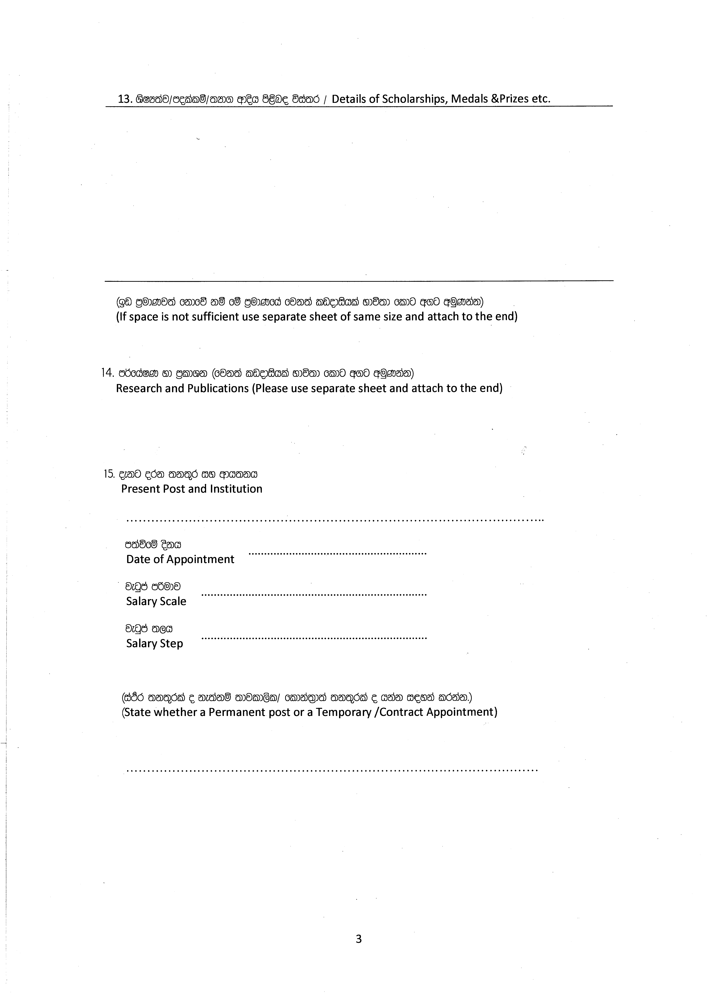 13. ශිෂ්‍යත්ව/පදක්කම්/ත්‍යාග ආදිය පිළිබඳ විස්තර / Details of Scholarships, Medals &Prizes etc.
(ඉඩ ප්‍රමාණවත් නොවේ නම් මේ ප්‍රමාණයේ වෙනත් කඩදාසියක් භාවිතා කොට අගට අමුණන්න)
(If space is not sufficient use separate sheet of same size and attach to the end)
14. පර්යේෂණ හා ප්‍රකාශන (වෙනත් කඩදාසියක් භාවිතා කොට අගට අමුණන්න)
Research and Publications (Please use separate sheet and attach to the end)
15. දැනට දරන තනතුර සහ ආයතනය
Present Post and Institution
................................................................................
පත්වීමේ දිනය
Date of Appointment ............................................................
වැටුප් පරිමාව
Salary Scale ............................................................
වැටුප් තලය
Salary Step ............................................................
(ස්ථිර තනතුරක් ද නැත්නම් තාවකාලික/ කොන්ත්‍රාත් තනතුරක් ද යන්න සඳහන් කරන්න.)
(State whether a Permanent post or a Temporary /Contract Appointment)
................................................................................
3